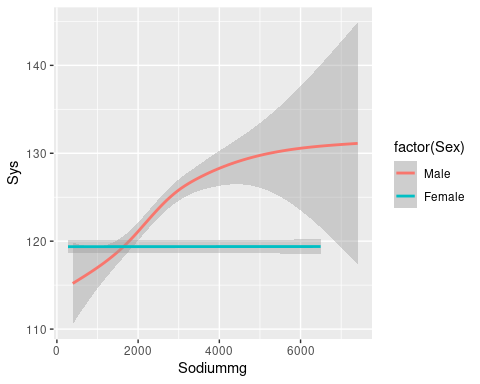 140
130
120
110
Sys
0 2000 4000 6000
Sodiummg
factor(Sex)
Male
Female